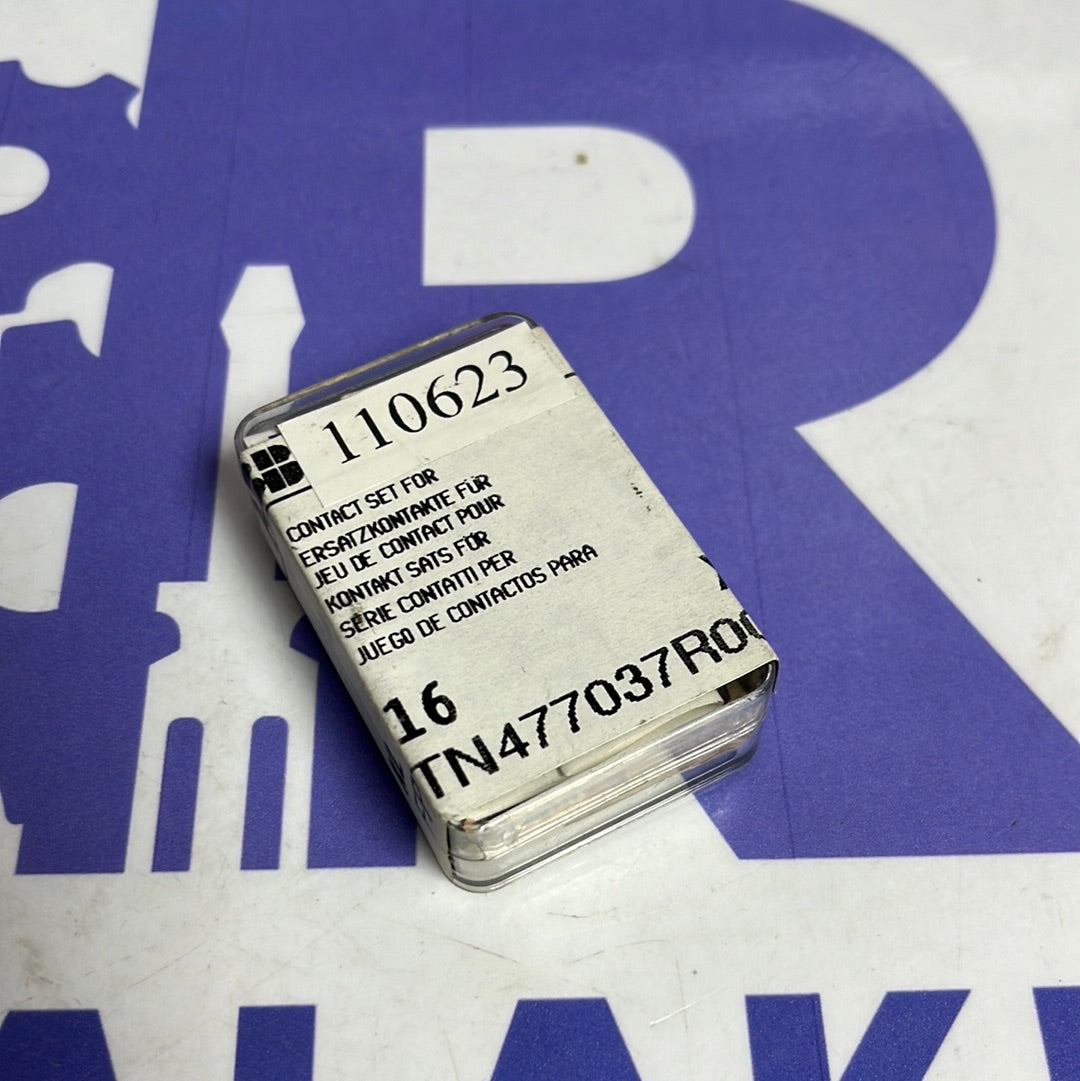 110623
CONTACT SET FOR
ERSATZKONTAKTE FÜR
JEU DE CONTACT POUR
KONTAKT SATS FÖR
SERIE CONTATTI PER
JUEGO DE CONTACTOS PARA
16
TN477037R00
R